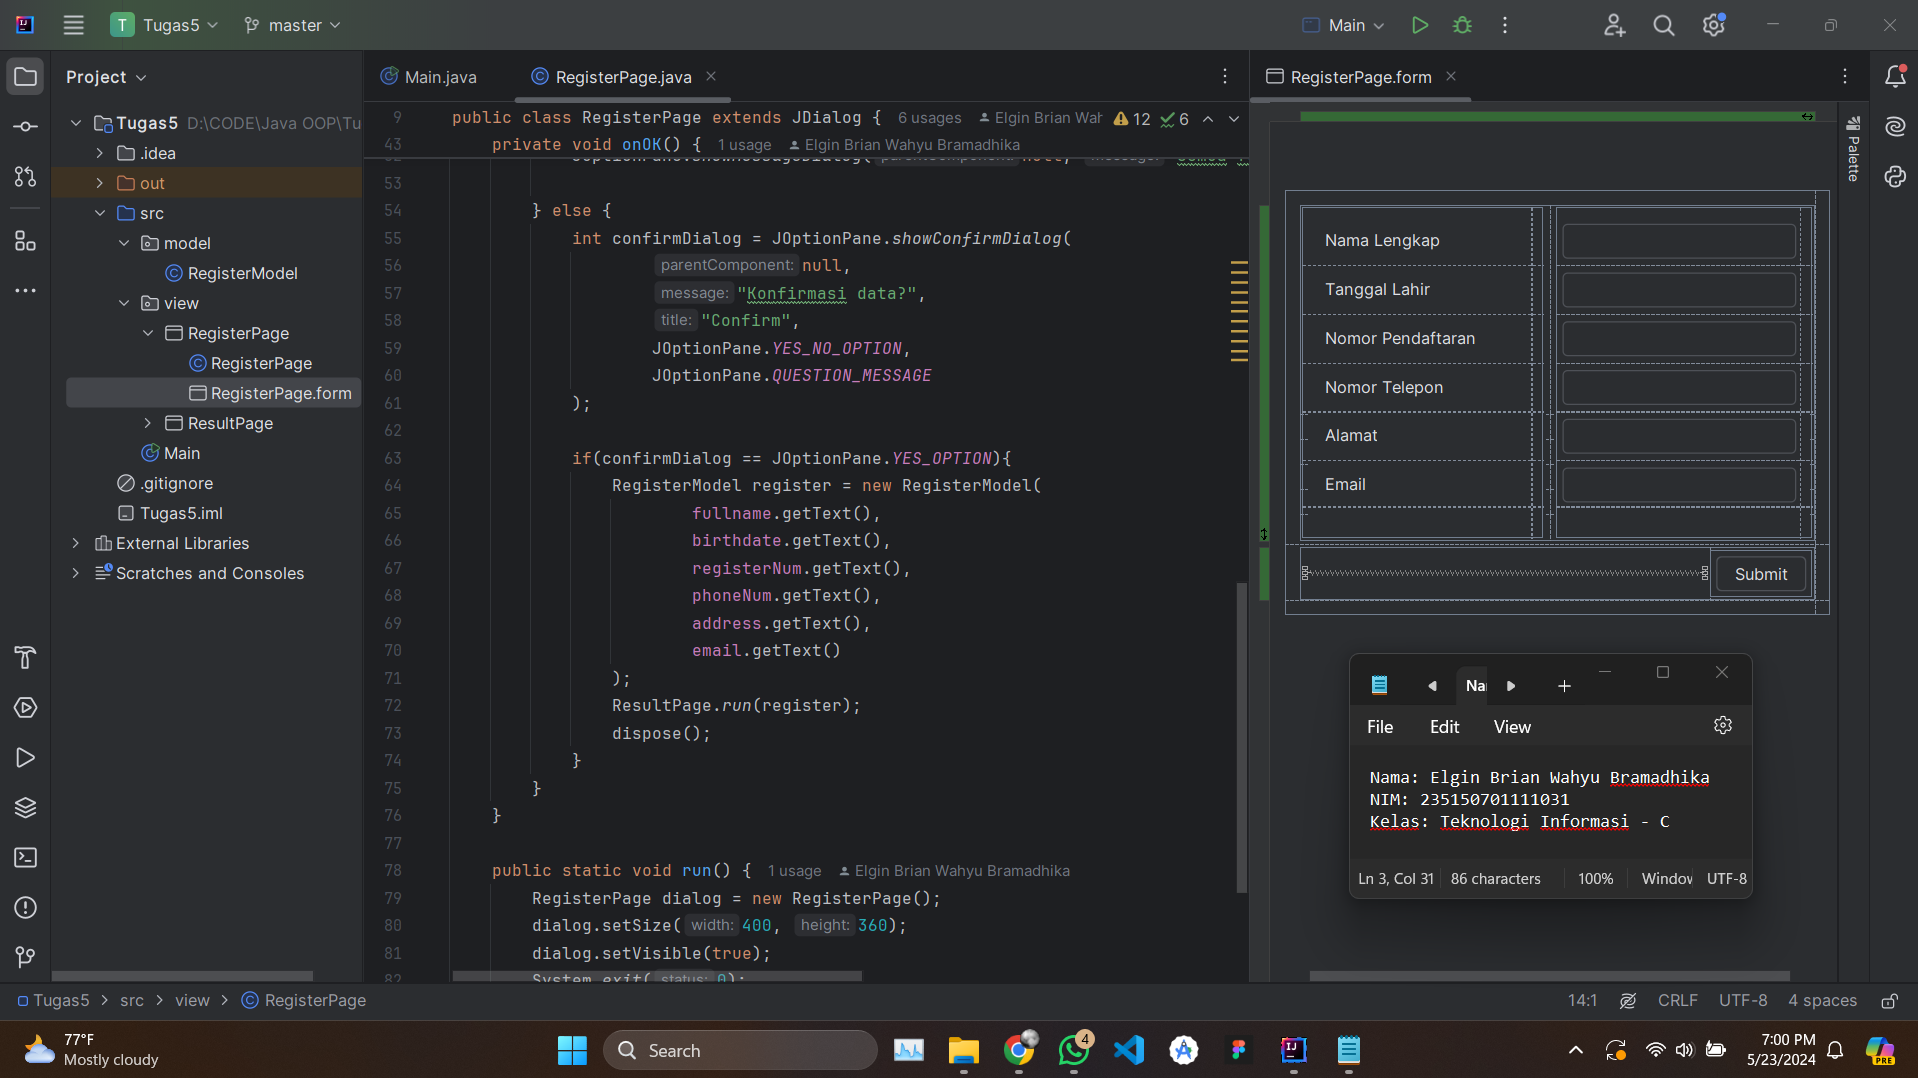 T Tugas5 master Main
Project
Tugas5 D:\CODE\Java OOP\Tu
.idea
out
src
model
RegisterModel
view
RegisterPage
RegisterPage
RegisterPage.form
ResultPage
Main
.gitignore
Tugas5.iml
External Libraries
Scratches and Consoles
Main.java RegisterPage.java
9 public class RegisterPage extends JDialog { 6 usages Elgin Brian Wah 12 6
43 private void onOK() { 1 usage Elgin Brian Wahyu Bramadhika
53
54 } else {
55 int confirmDialog = JOptionPane.showConfirmDialog(
56 parentComponent: null,
57 message: "Konfirmasi data?",
58 title: "Confirm",
59 JOptionPane.YES_NO_OPTION,
60 JOptionPane.QUESTION_MESSAGE
61 );
62
63 if(confirmDialog == JOptionPane.YES_OPTION){
64 RegisterModel register = new RegisterModel(
65 fullname.getText(),
66 birthdate.getText(),
67 registerNum.getText(),
68 phoneNum.getText(),
69 address.getText(),
70 email.getText()
71 );
72 ResultPage.run(register);
73 dispose();
74 }
75 }
76 }
77
78 public static void run() { 1 usage Elgin Brian Wahyu Bramadhika
79 RegisterPage dialog = new RegisterPage();
80 dialog.setSize( width: 400, height: 360);
81 dialog.setVisible(true);
82 System.exit( status: 0);
RegisterPage.form
Palette
Nama Lengkap
Tanggal Lahir
Nomor Pendaftaran
Nomor Telepon
Alamat
Email
Submit
Na
File Edit View
Nama: Elgin Brian Wahyu Bramadhika
NIM: 235150701111031
Kelas: Teknologi Informasi - C
Ln 3, Col 31 86 characters 100% Window UTF-8
Tugas5 > src > view > RegisterPage
14:1 CRLF UTF-8 4 spaces
77°F
Mostly cloudy
Search
4
7:00 PM
5/23/2024
PRE